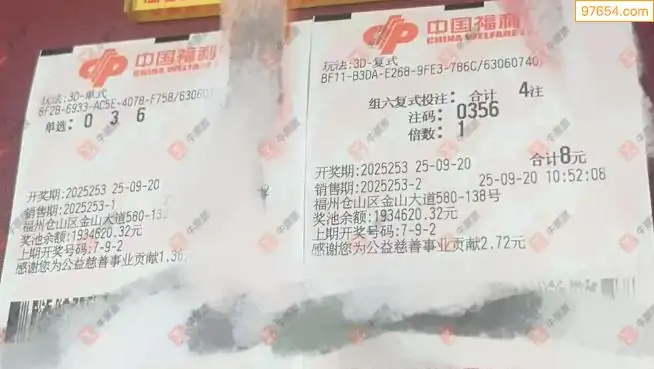 97654.com
中国福利
CHINA WELFARE
玩法:3D-单式
8F2B-6933-AC5E-4078-F758/63060
单选: 0 3 6
开奖期:2025253 25-09-20
销售期:2025253-1
福州仓山区金山大道580-13
奖池余额:1934620.32元
上期开奖号码:7-9-2
感谢您为公益慈善事业贡献1.36
中国福利
CHINA WELFARE
玩法:3D-复式
BF11-B3DA-E268-9FE3-786C/63060740
组六复式投注: 合计 4注
注码: 0356
倍数: 1
合计8元
开奖期:2025253 25-09-20
销售期:2025253-2 25-09-20 10:52:08
福州仓山区金山大道580-138号
奖池余额:1934620.32元
上期开奖号码:7-9-2
感谢您为公益慈善事业贡献2.72元